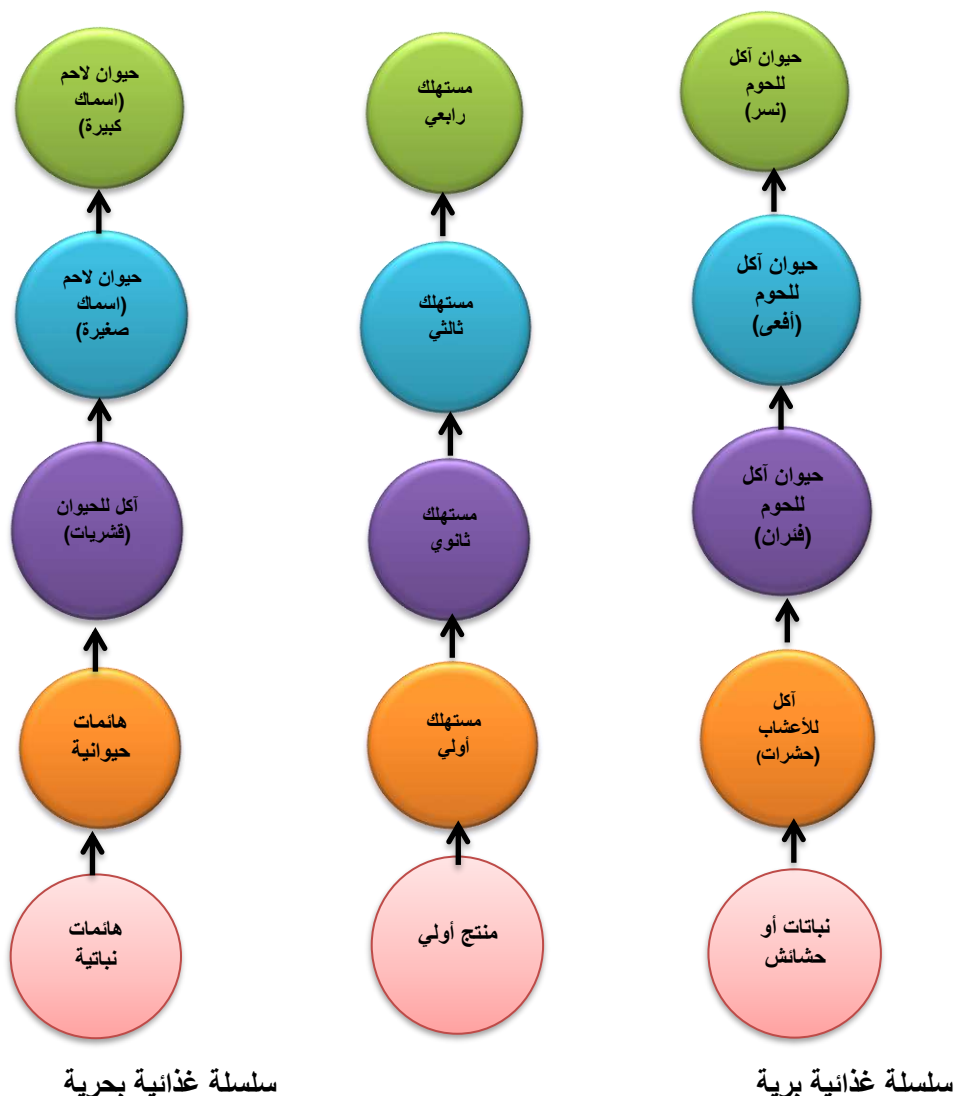 حيوان آكل
للحوم
(نسر)
حيوان آكل
للحوم
(أفعى)
حيوان آكل
للحوم
(فئران)
آكل
للأعشاب
(حشرات)
نباتات أو
حشائش
سلسلة غذائية برية
مستهلك
رابعي
مستهلك
ثالثي
مستهلك
ثانوي
مستهلك
أولي
منتج أولي
حيوان لاحم
(اسماك
كبيرة)
حيوان لاحم
(اسماك
صغيرة)
آكل للحيوان
(قشريات)
هائمات
حيوانية
هائمات
نباتية
سلسلة غذائية بحرية